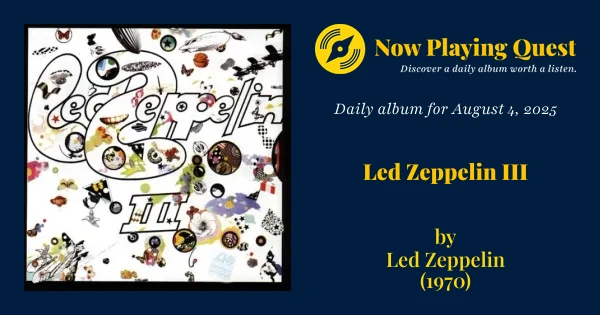 Led Zeppelin
III
Now Playing Quest
Discover a daily album worth a listen.
Daily album for August 4, 2025
Led Zeppelin III
by
Led Zeppelin
(1970)